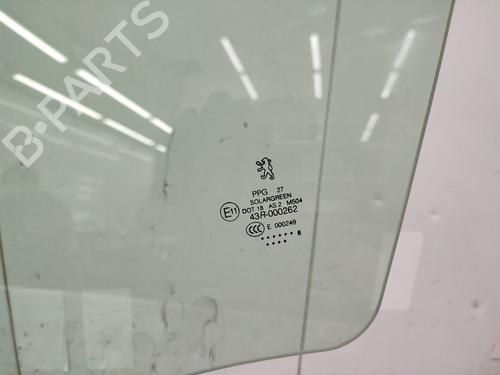 B-PARTS
PPG 27
SOLARGREEN
DOT 18 AS 2 M504
E11 43R-000262
CCC E 000249
6